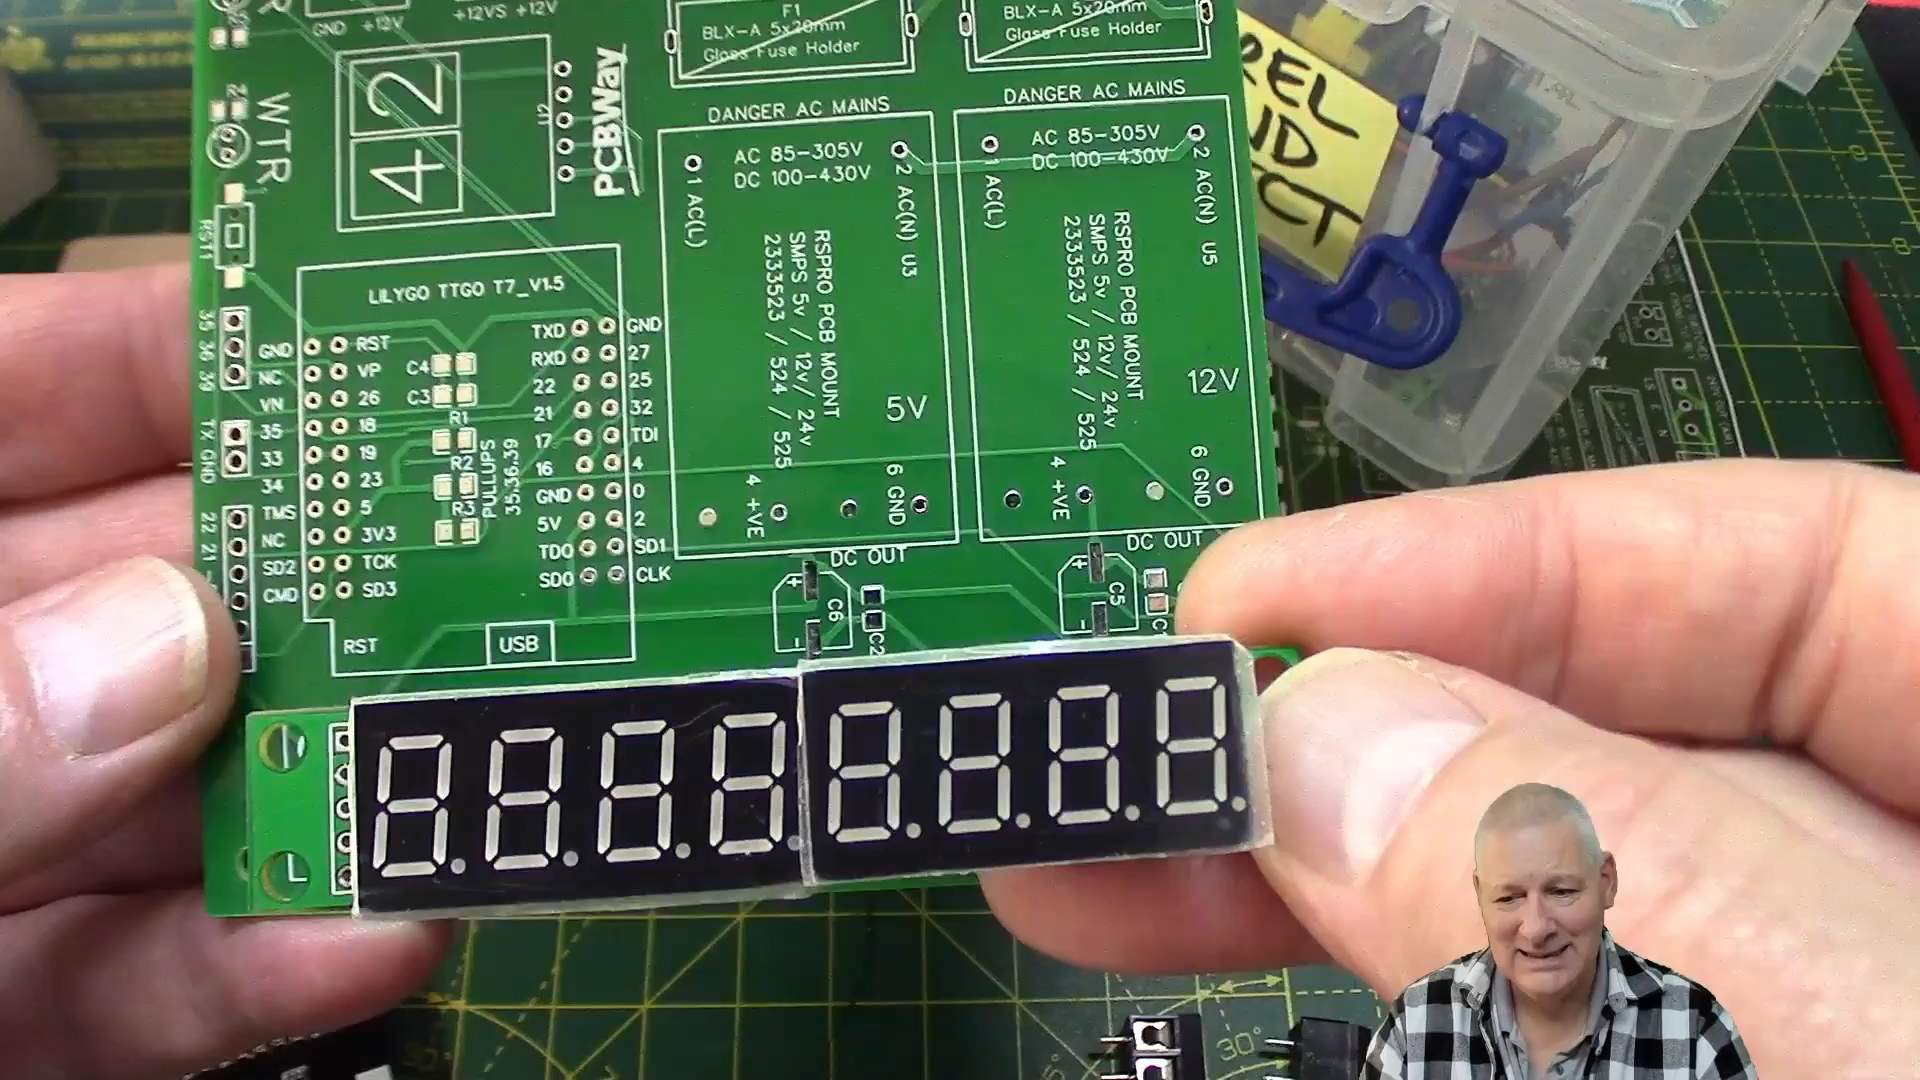 GND +12V
+12VS +12V
F1
BLX-A 5x20mm
Glass Fuse Holder
BLX-A 5x20mm
Glass Fuse Holder
42
PCBWay
WTR
R4
DANGER AC MAINS
DANGER AC MAINS
AC 85-305V
DC 100-430V
AC 85-305V
DC 100-430V
1 AC(L)
2 AC(N) U3
1 AC(L)
2 AC(N) U5
RSPRO PCB MOUNT
SMPS 5v / 12v/ 24v
2333523 / 524 / 525
RSPRO PCB MOUNT
SMPS 5v / 12v/ 24v
2333523 / 524 / 525
5V
12V
4 +VE
6 GND
4 +VE
6 GND
DC OUT
DC OUT
RST1
LILYGO TTGO T7_V1.5
35 36 39
TX GND
22 21
GND
NC
VN
35
33
34
TMS
NC
SD2
CMD
RST
VP
26
18
19
23
5
3V3
TCK
SD3
C4
C3
R1
R2
R3
PULLUPS
35,36,39
TXD
RXD
22
21
17
16
GND
5V
TDO
SD0
GND
27
25
32
TDI
4
0
2
SD1
CLK
RST
USB
+
-
C6
C2
+
-
C5
30°